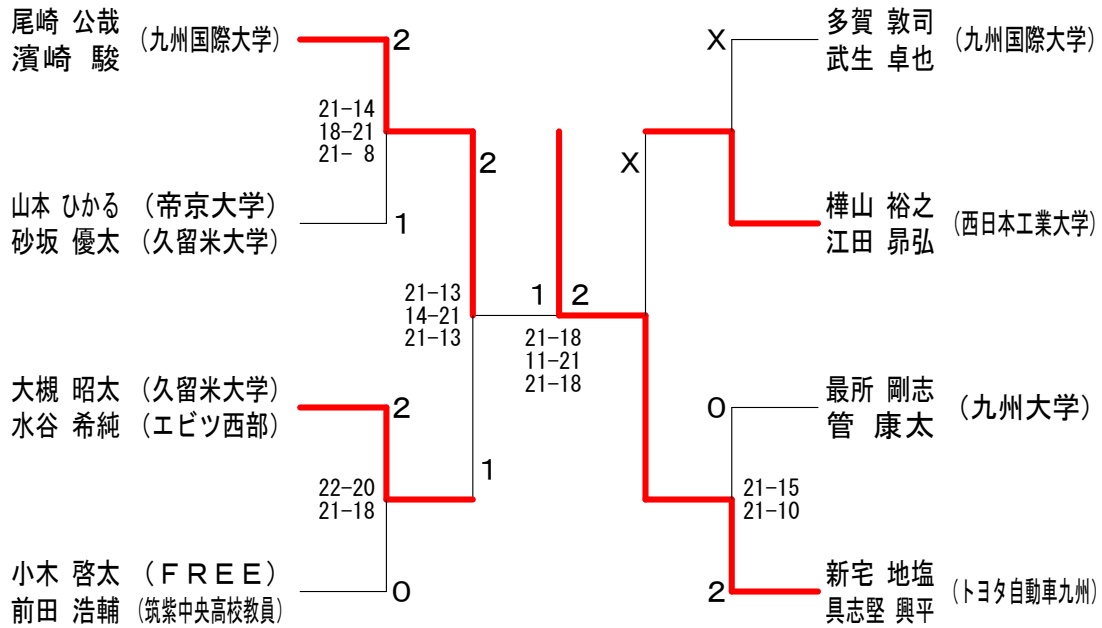 尾崎 公哉
濱崎 駿
(九州国際大学)
2
21-14
18-21
21- 8
山本 ひかる (帝京大学)
砂坂 優太 (久留米大学)
1
2
21-13
14-21
21-13
大槻 昭太 (久留米大学)
水谷 希純 (エビツ西部)
2
22-20
21-18
1
小木 啓太 (ＦＲＥＥ)
前田 浩輔 (筑紫中央高校教員)
0
1
2
21-18
11-21
21-18
X
多賀 敦司
武生 卓也
(九州国際大学)
X
樺山 裕之
江田 昴弘
(西日本工業大学)
0
最所 剛志
管 康太
(九州大学)
21-15
21-10
2
新宅 地塩
具志堅 興平
(トヨタ自動車九州)